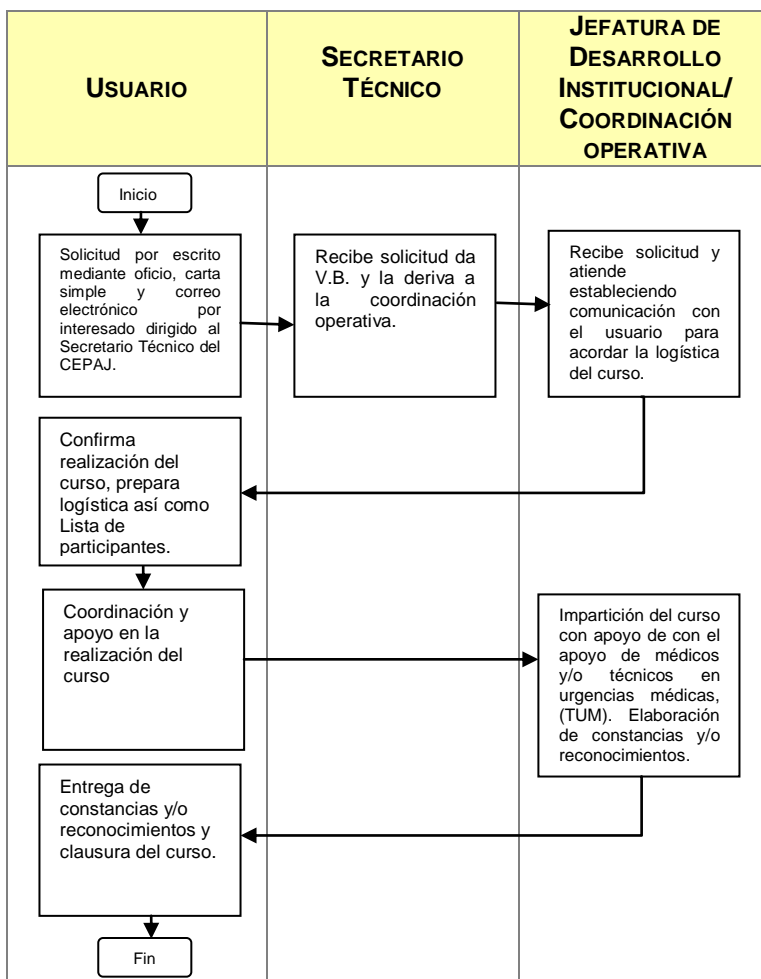 USUARIO
SECRETARIO
TÉCNICO
JEFATURA DE
DESARROLLO
INSTITUCIONAL/
COORDINACIÓN
OPERATIVA
Inicio
Solicitud por escrito
mediante oficio, carta
simple y correo
electrónico por
interesado dirigido al
Secretario Técnico del
CEPAJ.
Recibe solicitud da
V.B. y la deriva a
la coordinación
operativa.
Recibe solicitud y
atiende
estableciendo
comunicación con
el usuario para
acordar la logística
del curso.
Confirma
realización del
curso, prepara
logística así como
Lista de
participantes.
Coordinación y
apoyo en la
realización del
curso
Impartición del curso
con apoyo de con el
apoyo de médicos
y/o técnicos en
urgencias médicas,
(TUM). Elaboración
de constancias y/o
reconocimientos.
Entrega de
constancias y/o
reconocimientos y
clausura del curso.
Fin